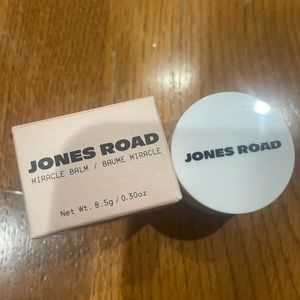 JONES ROAD
MIRACLE BALM / BAUME MIRACLE
Net Wt. 8.5g / 0.30oz
JONES ROAD